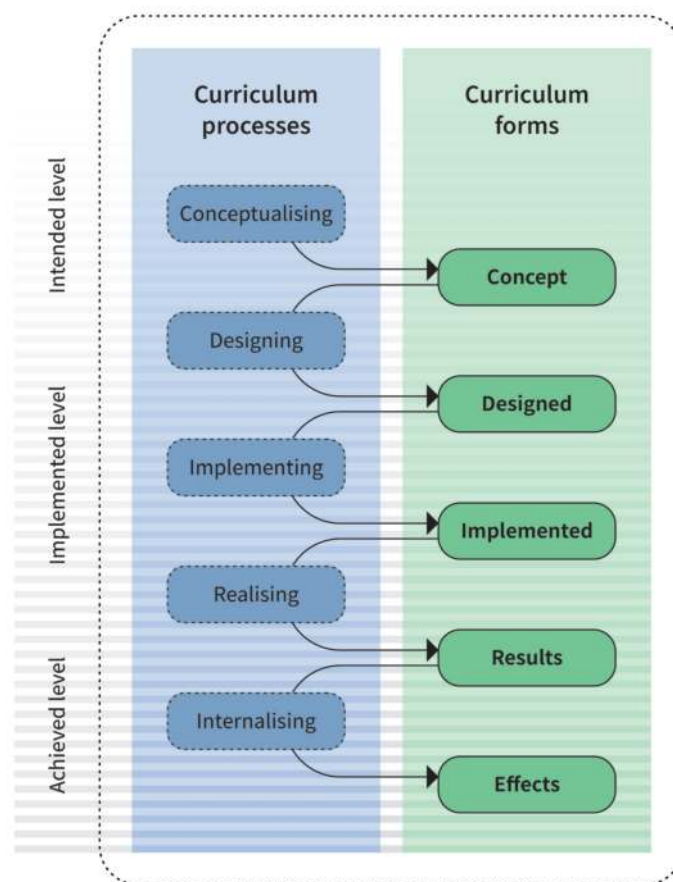 Curriculum
processes
Curriculum
forms
Intended level
Conceptualising
Concept
Designing
Designed
Implemented level
Implementing
Implemented
Realising
Results
Achieved level
Internalising
Effects